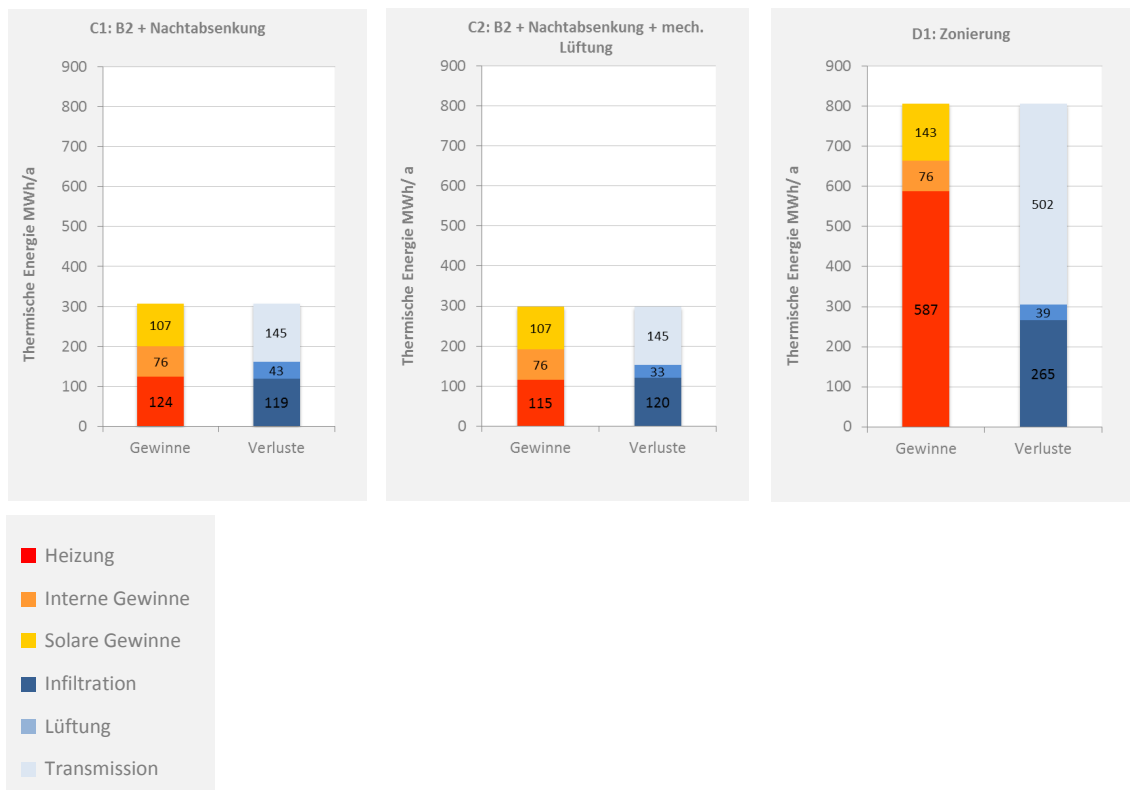 C1: B2 + Nachtabsenkung
Thermische Energie MWh/ a
900
800
700
600
500
400
300
200
100
0
107
76
124
145
43
119
Gewinne
Verluste
C2: B2 + Nachtabsenkung + mech.
Lüftung
Thermische Energie MWh/ a
900
800
700
600
500
400
300
200
100
0
107
76
115
145
33
120
Gewinne
Verluste
D1: Zonierung
Thermische Energie MWh/ a
900
800
700
600
500
400
300
200
100
0
143
76
587
502
39
265
Gewinne
Verluste
Heizung
Interne Gewinne
Solare Gewinne
Infiltration
Lüftung
Transmission